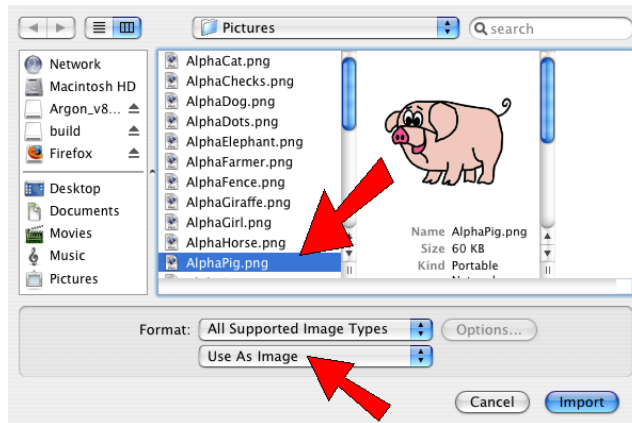 Pictures
search
Network
Macintosh HD
Argon_v8...
build
Firefox
Desktop
Documents
Movies
Music
Pictures
AlphaCat.png
AlphaChecks.png
AlphaDog.png
AlphaDots.png
AlphaElephant.png
AlphaFarmer.png
AlphaFence.png
AlphaGiraffe.png
AlphaGirl.png
AlphaHorse.png
AlphaPig.png
Name AlphaPig.png
Size 60 KB
Kind Portable
Format: All Supported Image Types Options...
Use As Image
Cancel Import